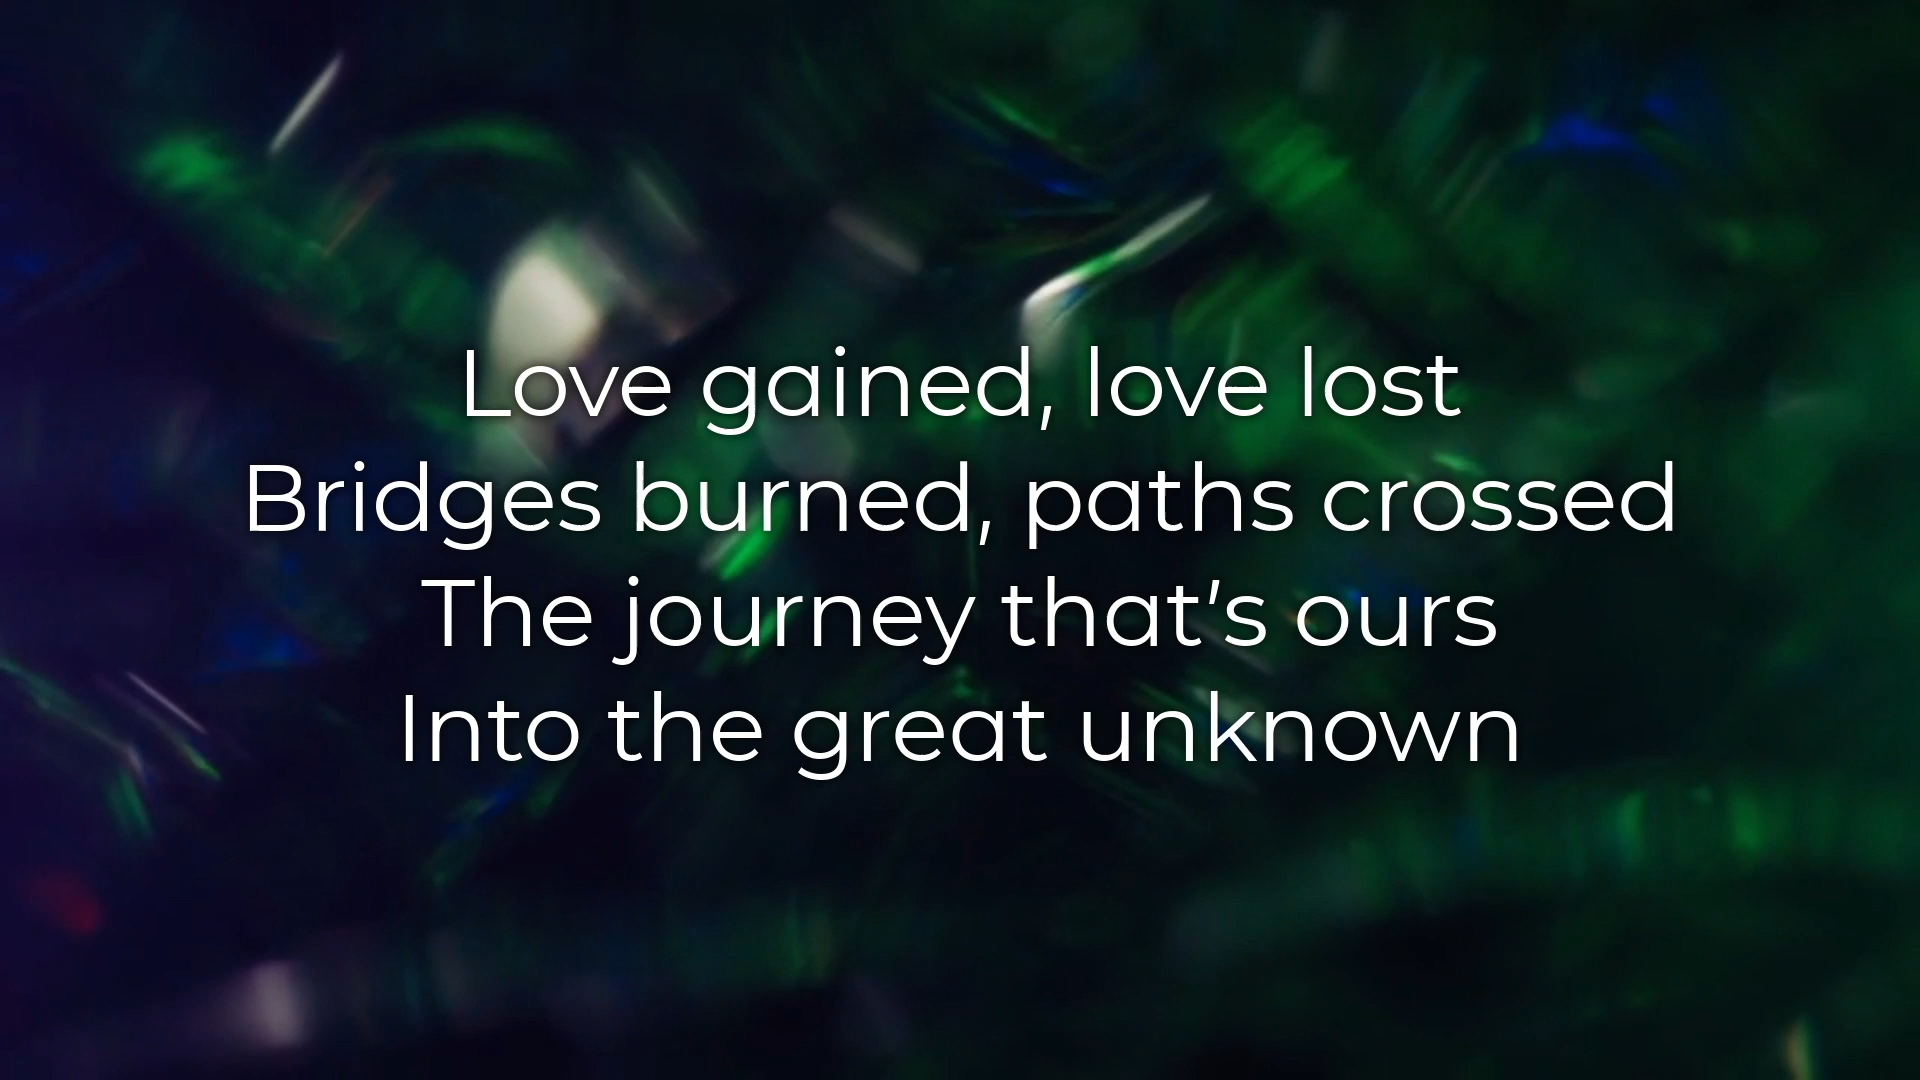 Love gained, love lost
Bridges burned, paths crossed
The journey that's ours
Into the great unknown